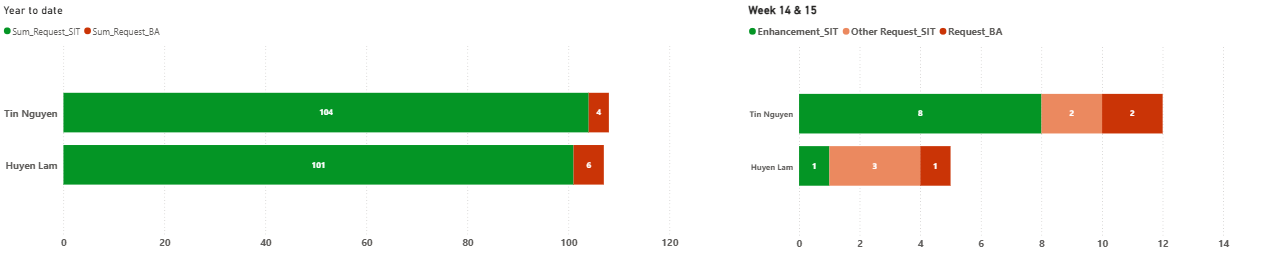 Year to date
Sum_Request_SIT Sum_Request_BA
Tin Nguyen 104 4
Huyen Lam 101 6
0 20 40 60 80 100 120
Week 14 & 15
Enhancement_SIT Other Request_SIT Request_BA
Tin Nguyen 8 2 2
Huyen Lam 1 3 1
0 2 4 6 8 10 12 14